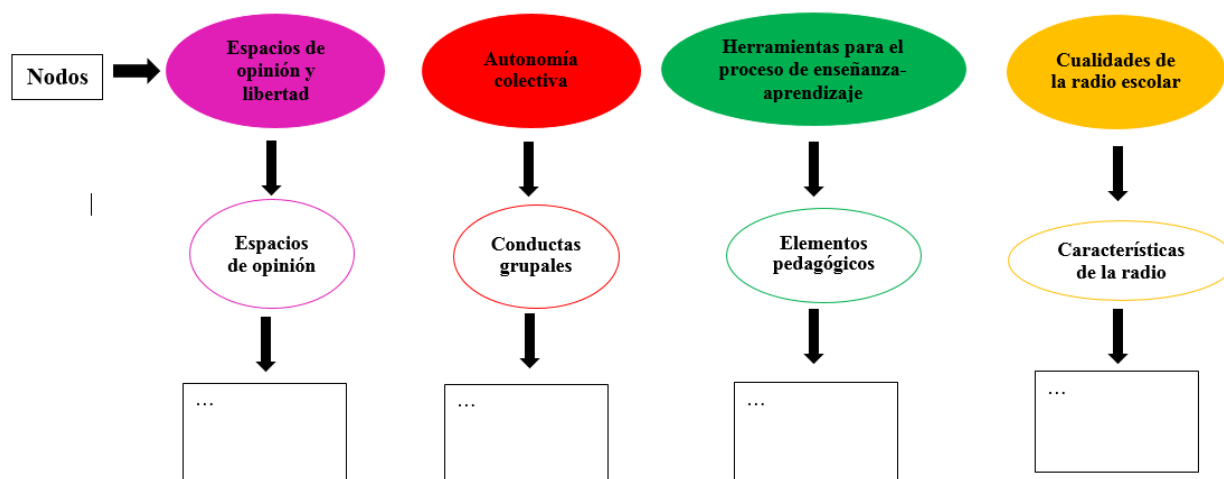 Nodos
Espacios de
opinión y
libertad
Autonomía
colectiva
Herramientas para el
proceso de enseñanza-
aprendizaje
Cualidades de
la radio escolar
Espacios
de opinión
Conductas
grupales
Elementos
pedagógicos
Características
de la radio
…
…
…
…